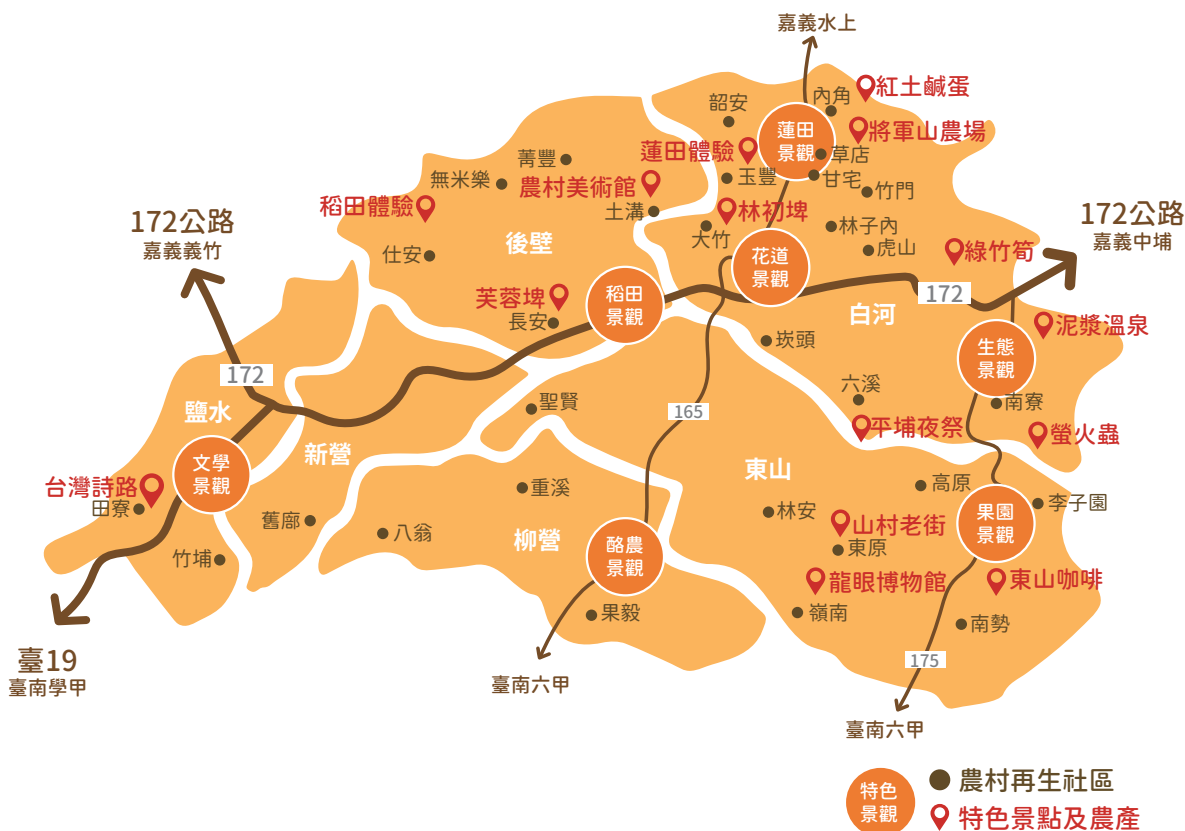 嘉義水上
紅土鹹蛋
內角
韶安
蓮田
景觀
將軍山農場
蓮田體驗
草店
菁豐
無米樂
農村美術館
玉豐
甘宅
竹門
稻田體驗
土溝
林初埤
林子內
172公路
嘉義義竹
172公路
嘉義中埔
後壁
大竹
虎山
綠竹筍
仕安
花道
景觀
芙蓉埤
稻田
景觀
172
長安
白河
泥漿溫泉
崁頭
生態
景觀
172
六溪
南寮
鹽水
聖賢
165
平埔夜祭
螢火蟲
新營
文學
景觀
東山
台灣詩路
田寮
重溪
高原
李子園
舊廍
林安
果園
景觀
八翁
柳營
山村老街
東原
竹埔
酪農
景觀
龍眼博物館
東山咖啡
果毅
嶺南
南勢
臺19
臺南學甲
175
臺南六甲
臺南六甲
特色
景觀
農村再生社區
特色景點及農產